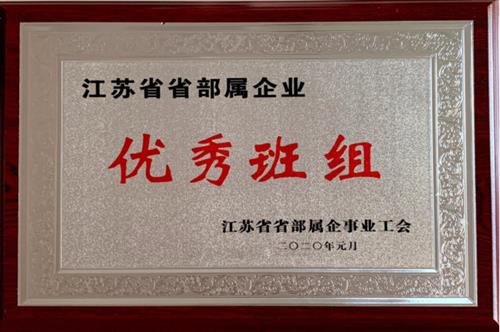 江苏省省部属企业
优秀班组
江苏省省部属企事业工会
二〇二〇年元月